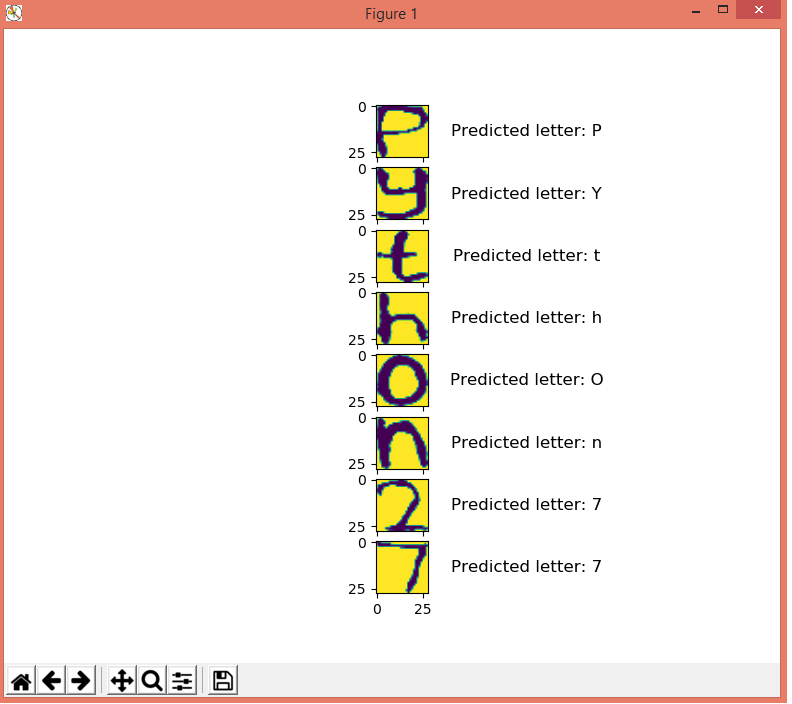 Figure 1
0
25
P
Predicted letter: P
0
25
y
Predicted letter: Y
0
25
t
Predicted letter: t
0
25
h
Predicted letter: h
0
25
O
Predicted letter: O
0
25
n
Predicted letter: n
0
25
2
Predicted letter: 7
0
25
7
Predicted letter: 7
0 25